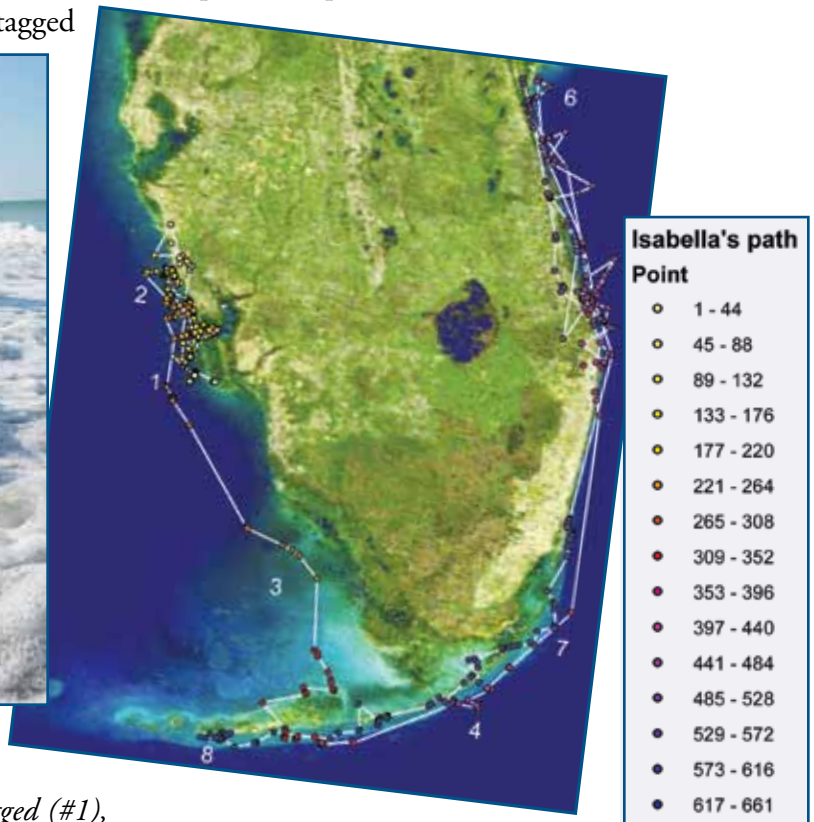 tagged
6
Isabella's path
Point
2
1 - 44
45 - 88
1
89 - 132
133 - 176
177 - 220
221 - 264
265 - 308
309 - 352
3
353 - 396
397 - 440
7
441 - 484
485 - 528
4
529 - 572
8
573 - 616
617 - 661
gged (#1),